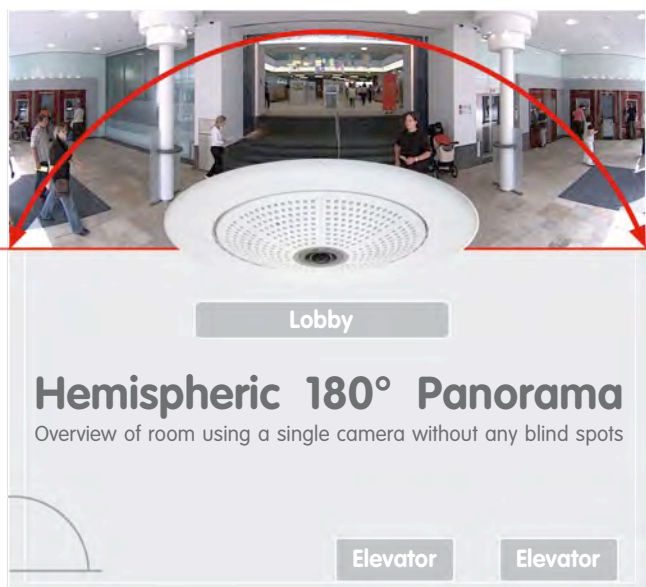 Lobby
Hemispheric 180° Panorama
Overview of room using a single camera without any blind spots
Elevator Elevator